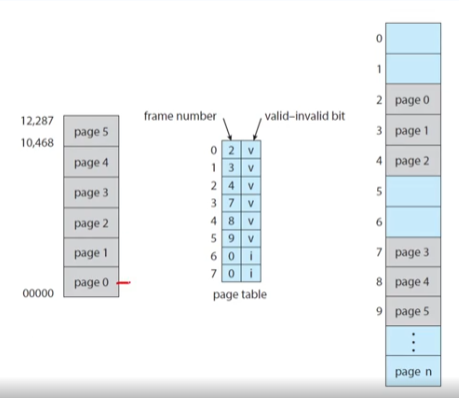 12,287
10,468
page 5
page 4
page 3
page 2
page 1
page 0
00000
frame number
valid–invalid bit
0 2 v
1 3 v
2 4 v
3 7 v
4 8 v
5 9 v
6 0 i
7 0 i
page table
0
1
2 page 0
3 page 1
4 page 2
5
6
7 page 3
8 page 4
9 page 5
⋮
page n